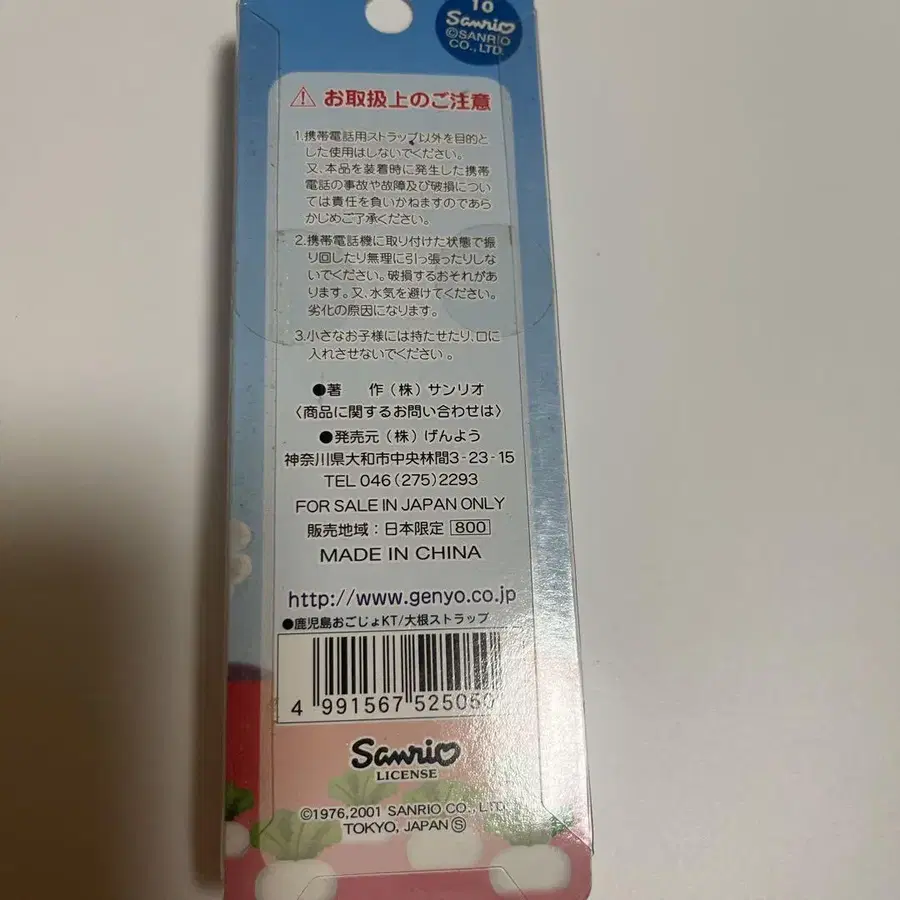 10
Sanrio
©SANRIO
CO., LTD.
お取扱上のご注意
1.携帯電話用ストラップ以外を目的と
した使用はしないでください。
又、本品を装着時に発生した携帯
電話の事故や故障及び破損につい
ては責任を負いかねますのであら
かじめご了承ください。
2.携帯電話機に取り付けた状態で振
り回したり無理に引っ張ったりしな
いでください。破損するおそれがあ
ります。又、水気を避けてください。
劣化の原因になります。
3.小さなお子様には持たせたり、口に
入れさせないでください。
●著 作(株)サンリオ
〈商品に関するお問い合わせは〉
●発売元(株)げんよう
神奈川県大和市中央林間3-23-15
TEL 046(275)2293
FOR SALE IN JAPAN ONLY
販売地域:日本限定 800
MADE IN CHINA
http://www.genyo.co.jp
●鹿児島おごじょKT/大根ストラップ
4 991567 525050
Sanrio
LICENSE
©1976,2001 SANRIO CO., LTD.
TOKYO, JAPAN Ⓢ